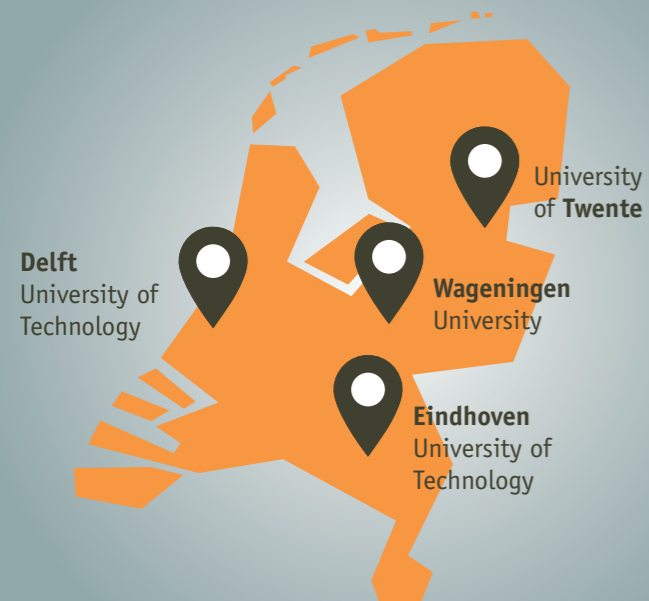 University
of Twente
Delft
University of
Technology
Wageningen
University
Eindhoven
University of
Technology